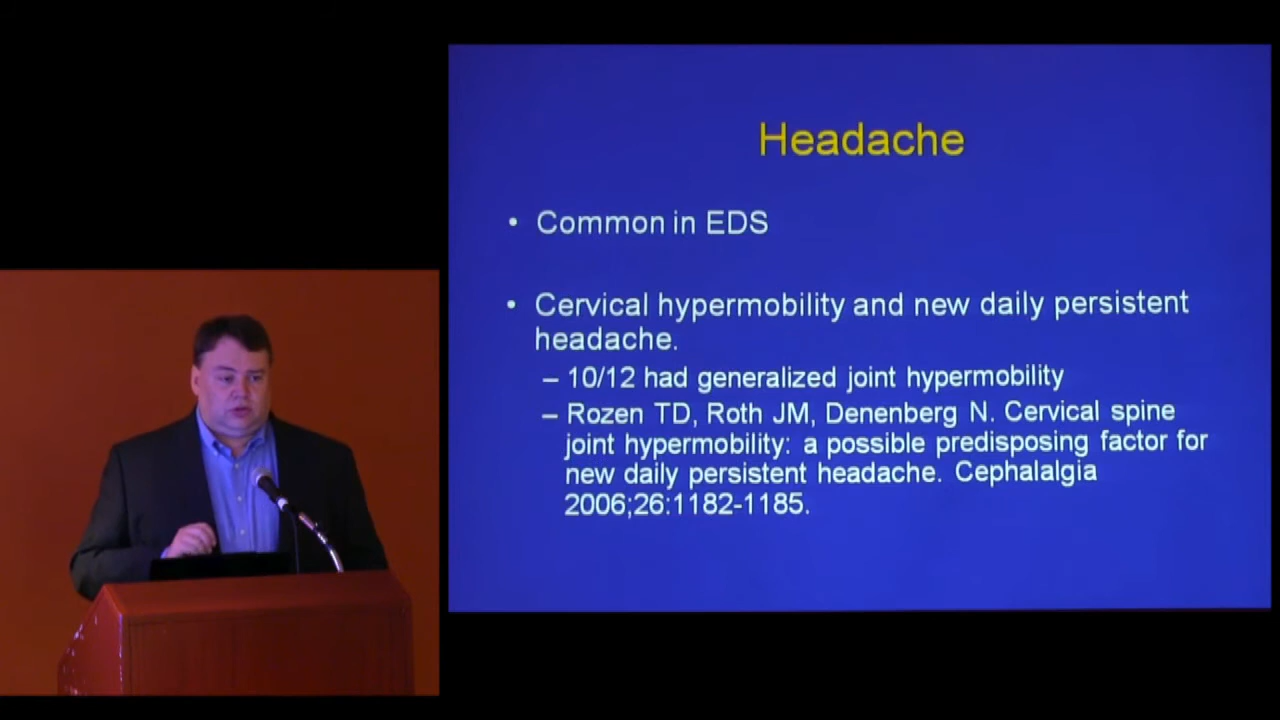 Headache
• Common in EDS
• Cervical hypermobility and new daily persistent
headache.
– 10/12 had generalized joint hypermobility
– Rozen TD, Roth JM, Denenberg N. Cervical spine
joint hypermobility: a possible predisposing factor for
new daily persistent headache. Cephalalgia
2006;26:1182-1185.